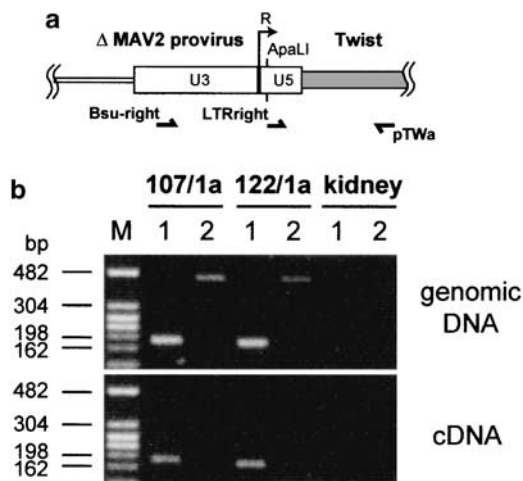 a
Δ MAV2 provirus
R
ApaLI
Twist
U3
U5
Bsu-right
LTRright
pTWa
b
107/1a 122/1a kidney
bp M 1 2 1 2 1 2
482
304
198
162
genomic
DNA
482
304
198
162
cDNA